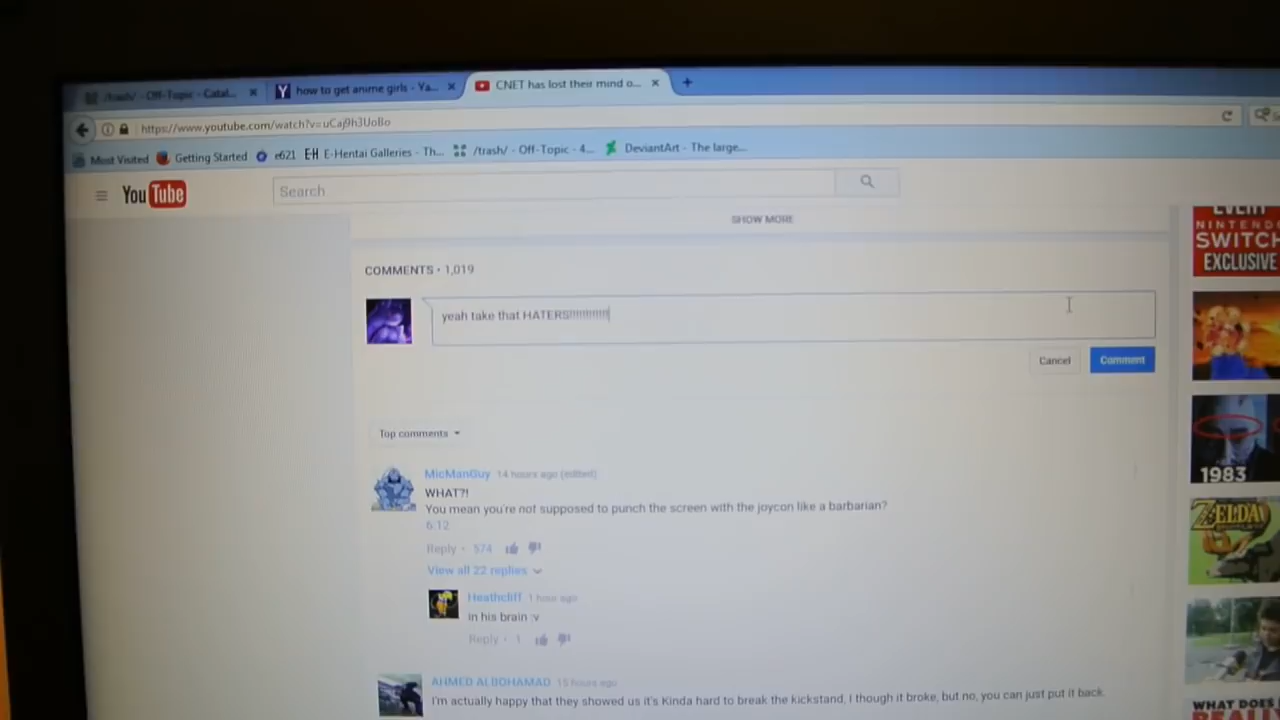 /trash/ - Off-Topic - Catal... × how to get anime girls - Ya... × CNET has lost their mind o... × +
https://www.youtube.com/watch?v=uCaj9h3UoBo
Most Visited Getting Started e621 E-H E-Hentai Galleries - Th... /trash/ - Off-Topic - 4... DeviantArt - The large...
YouTube Search
SHOW MORE
COMMENTS • 1,019
yeah take that HATERS!!!!!!!!!!!!
Cancel Comment
Top comments
MicManGuy 14 hours ago (edited)
WHAT?!
You mean you're not supposed to punch the screen with the joycon like a barbarian?
6:12
Reply • 574
View all 22 replies
Heathcliff 1 hour ago
in his brain :v
Reply • 1
AHMED ALBOHAMAD 15 hours ago
I'm actually happy that they showed us it's Kinda hard to break the kickstand, I though it broke, but no, you can just put it back.
EVERY
NINTENDO
SWITCH
EXCLUSIVE
1983
ZELDA
WHAT DOES
REALLY